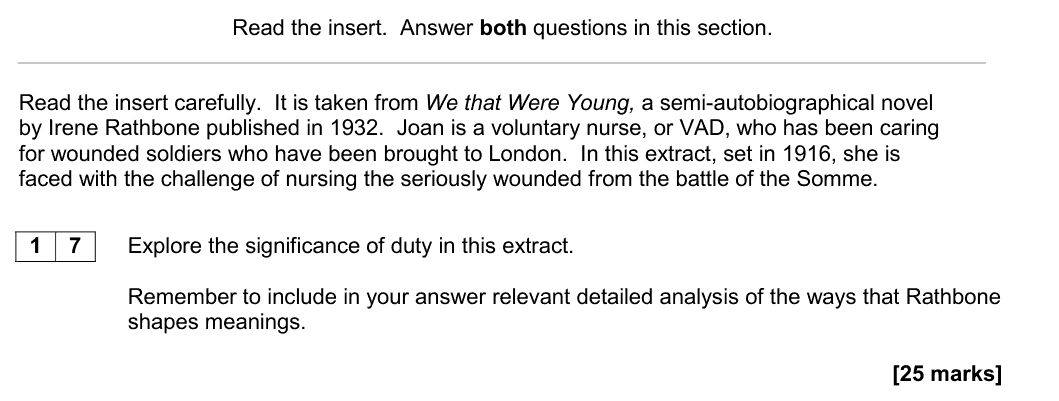 Read the insert. Answer both questions in this section.
Read the insert carefully. It is taken from We that Were Young, a semi-autobiographical novel
by Irene Rathbone published in 1932. Joan is a voluntary nurse, or VAD, who has been caring
for wounded soldiers who have been brought to London. In this extract, set in 1916, she is
faced with the challenge of nursing the seriously wounded from the battle of the Somme.
1 7 Explore the significance of duty in this extract.
Remember to include in your answer relevant detailed analysis of the ways that Rathbone
shapes meanings.
[25 marks]